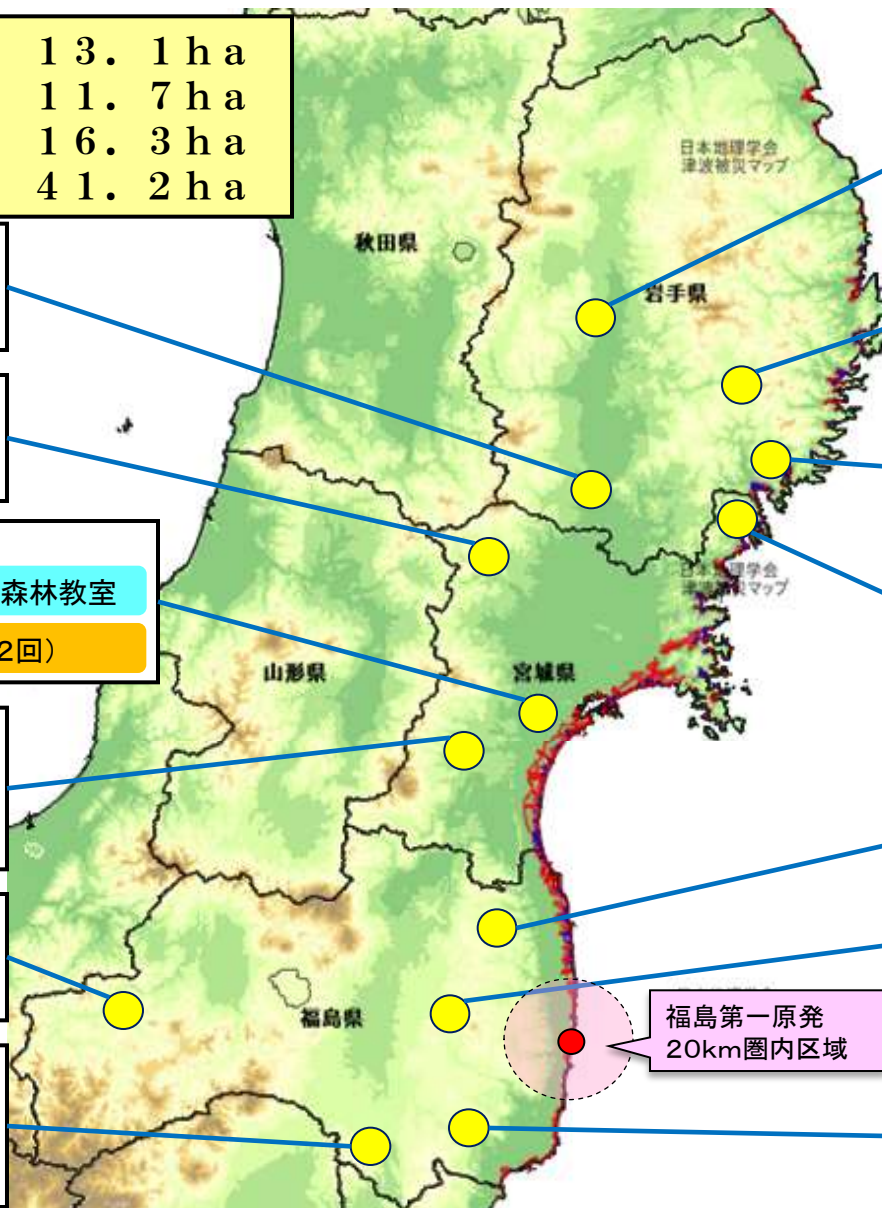 １３．１ｈａ
１１．７ｈａ
１６．３ｈａ
４１．２ｈａ
日本地理学会
津波被災マップ
秋田県
岩手県
日本地理学会
津波被災マップ
森林教室
2回）
山形県
宮城県
福島県
福島第一原発
20km圏内区域